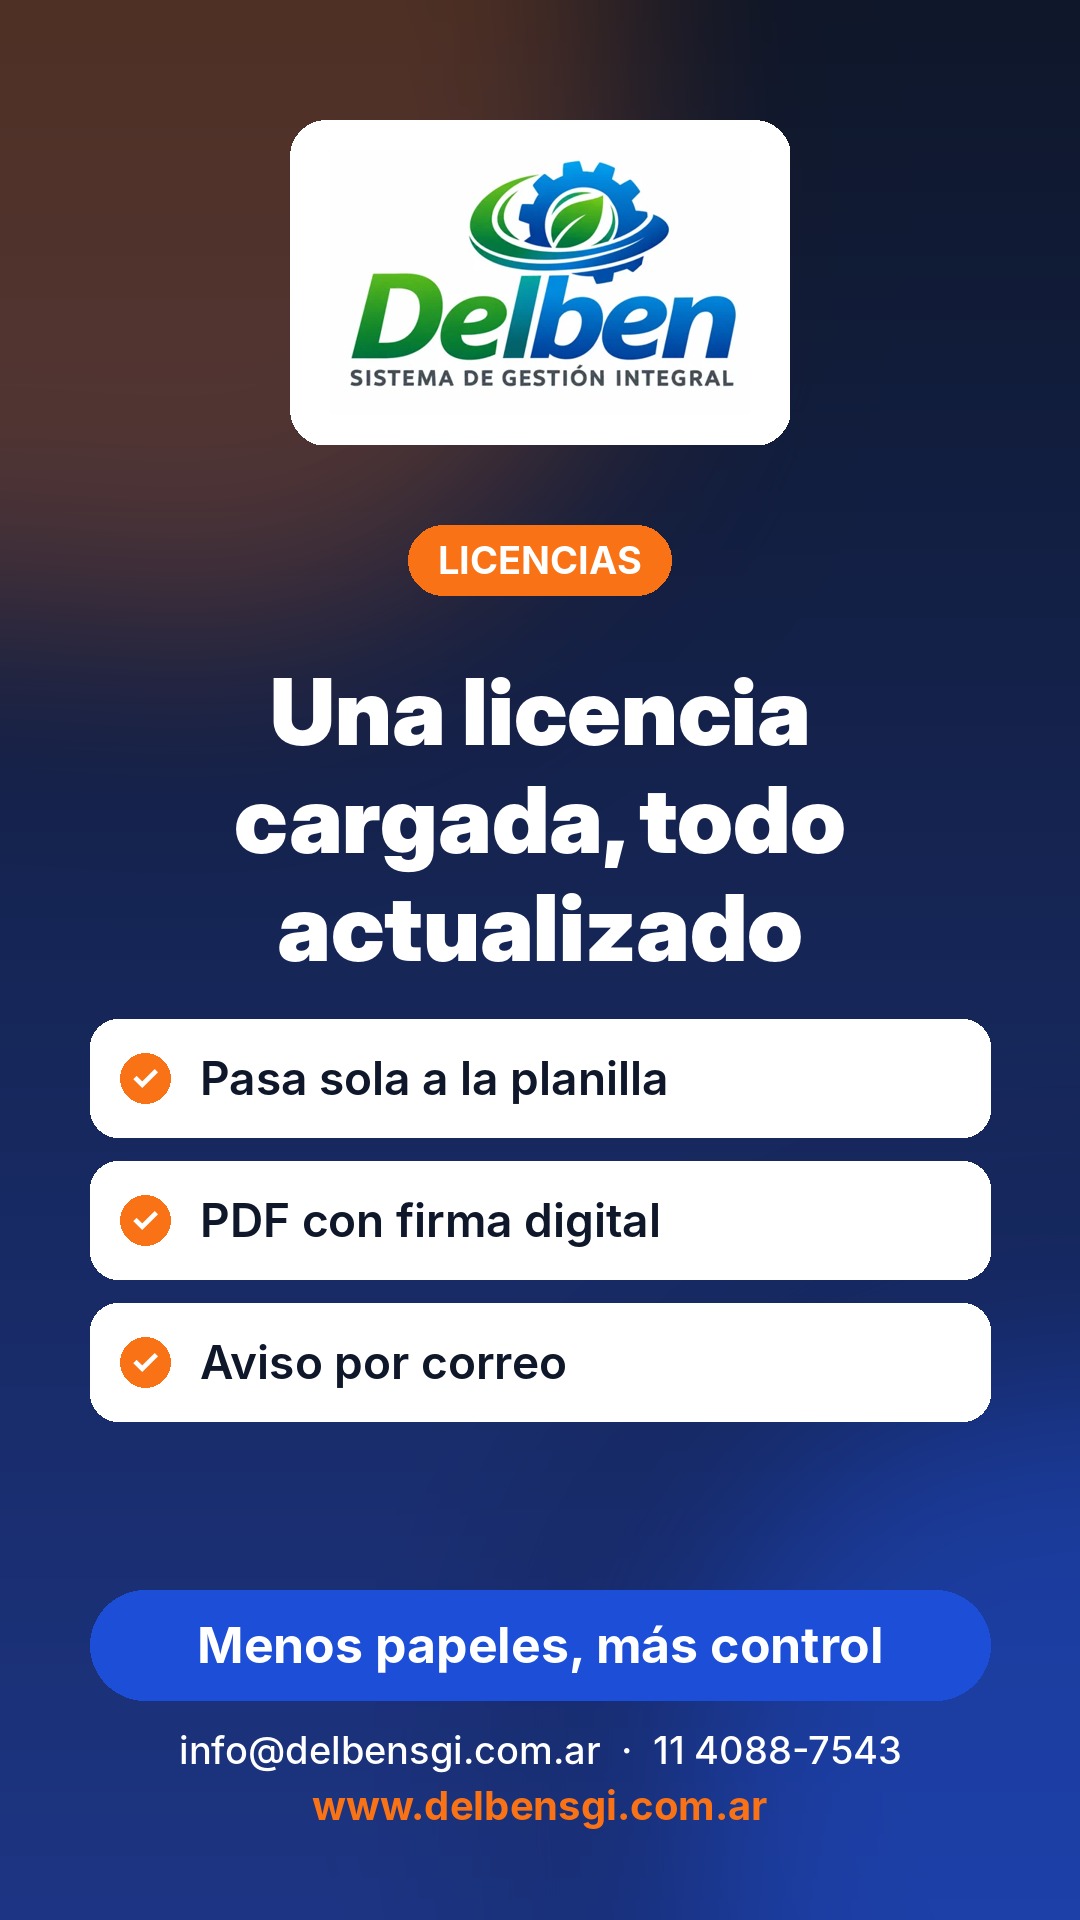 Delben
SISTEMA DE GESTIÓN INTEGRAL
LICENCIAS
Una licencia
cargada, todo
actualizado
Pasa sola a la planilla
PDF con firma digital
Aviso por correo
Menos papeles, más control
info@delbensgi.com.ar · 11 4088-7543
www.delbensgi.com.ar